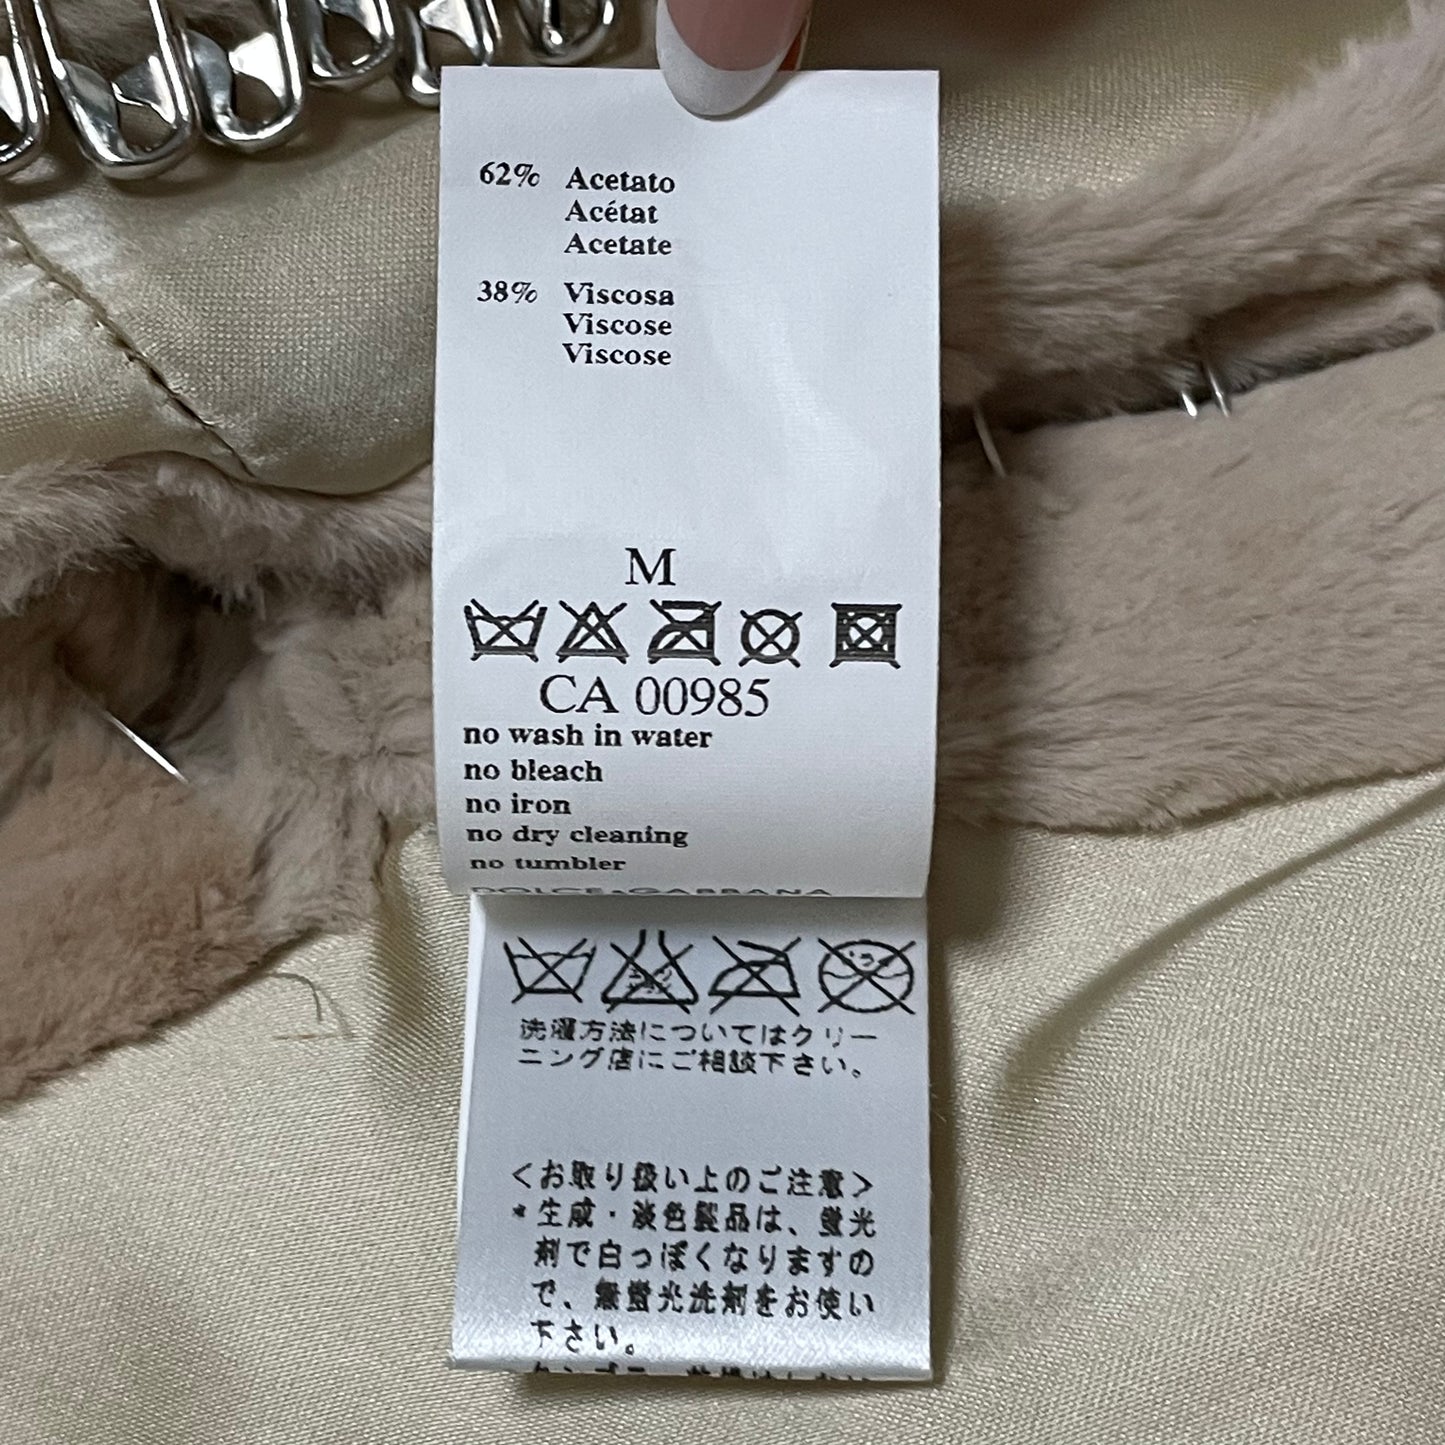 62% Acetato
Acétat
Acetate
38% Viscosa
Viscose
Viscose
M
CA 00985
no wash in water
no bleach
no iron
no dry cleaning
no tumbler
DOLCE & GABBANA
洗濯方法についてはクリー
ニング店にご相談下さい。
<お取り扱い上のご注意>
*生成・淡色製品は、蛍光
剤で白っぽくなりますの
で、無蛍光洗剤をお使い
下さい。